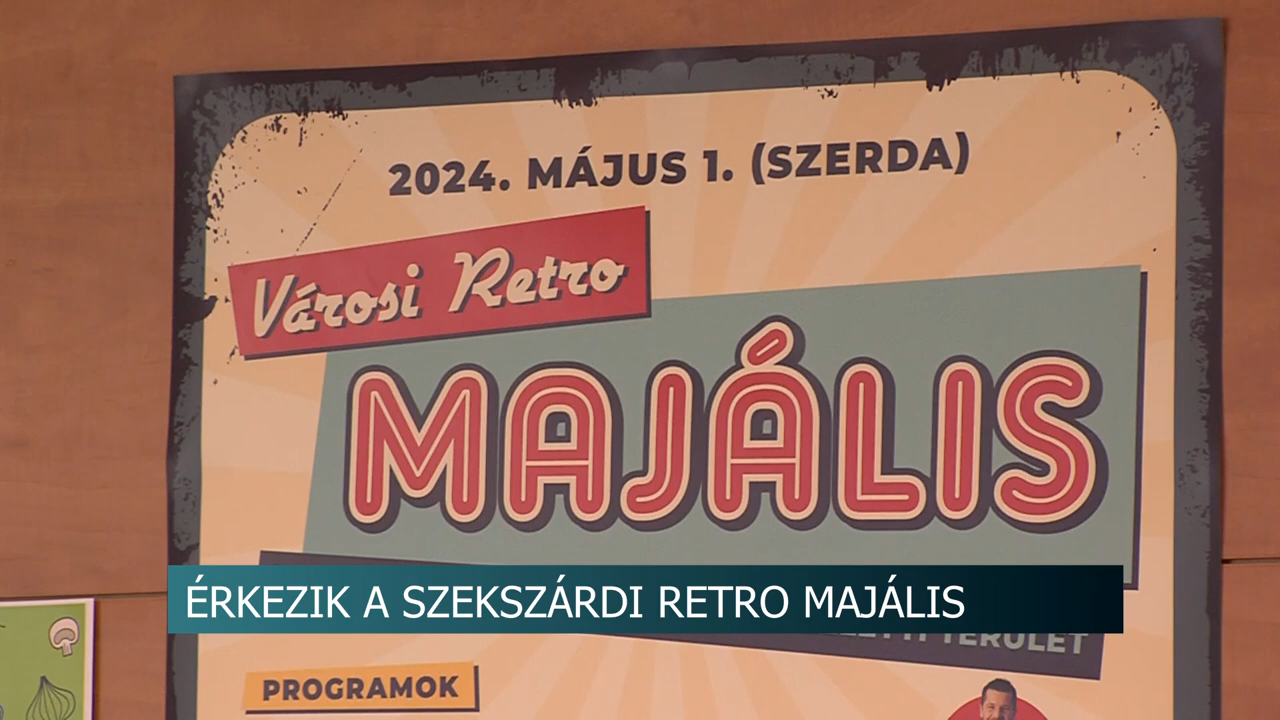 2024. MÁJUS 1. (SZERDA)
Városi Retro
MAJÁLIS
ÉRKEZIK A SZEKSZÁRDI RETRO MAJÁLIS
TERÜLET
PROGRAMOK